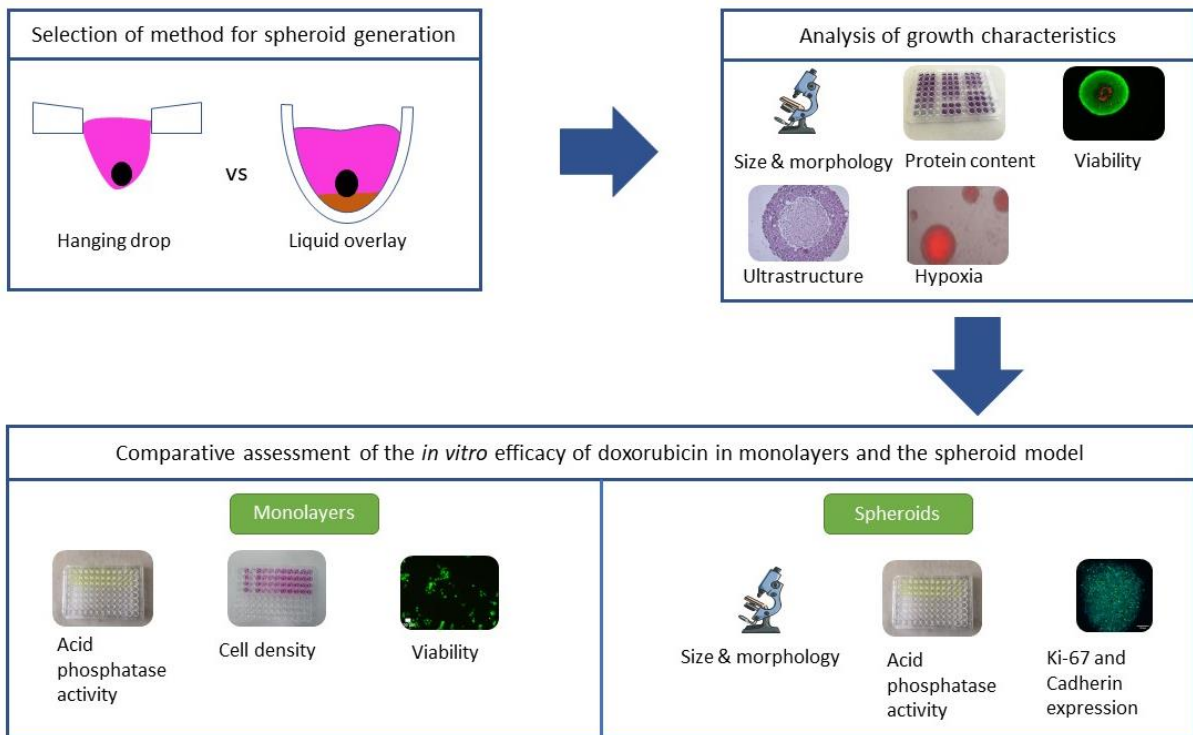 Selection of method for spheroid generation
vs
Hanging drop
Liquid overlay
Analysis of growth characteristics
Size & morphology
Protein content
Viability
Ultrastructure
Hypoxia
Comparative assessment of the in vitro efficacy of doxorubicin in monolayers and the spheroid model
Monolayers
Acid
phosphatase
activity
Cell density
Viability
Spheroids
Size & morphology
Acid
phosphatase
activity
Ki-67 and
Cadherin
expression